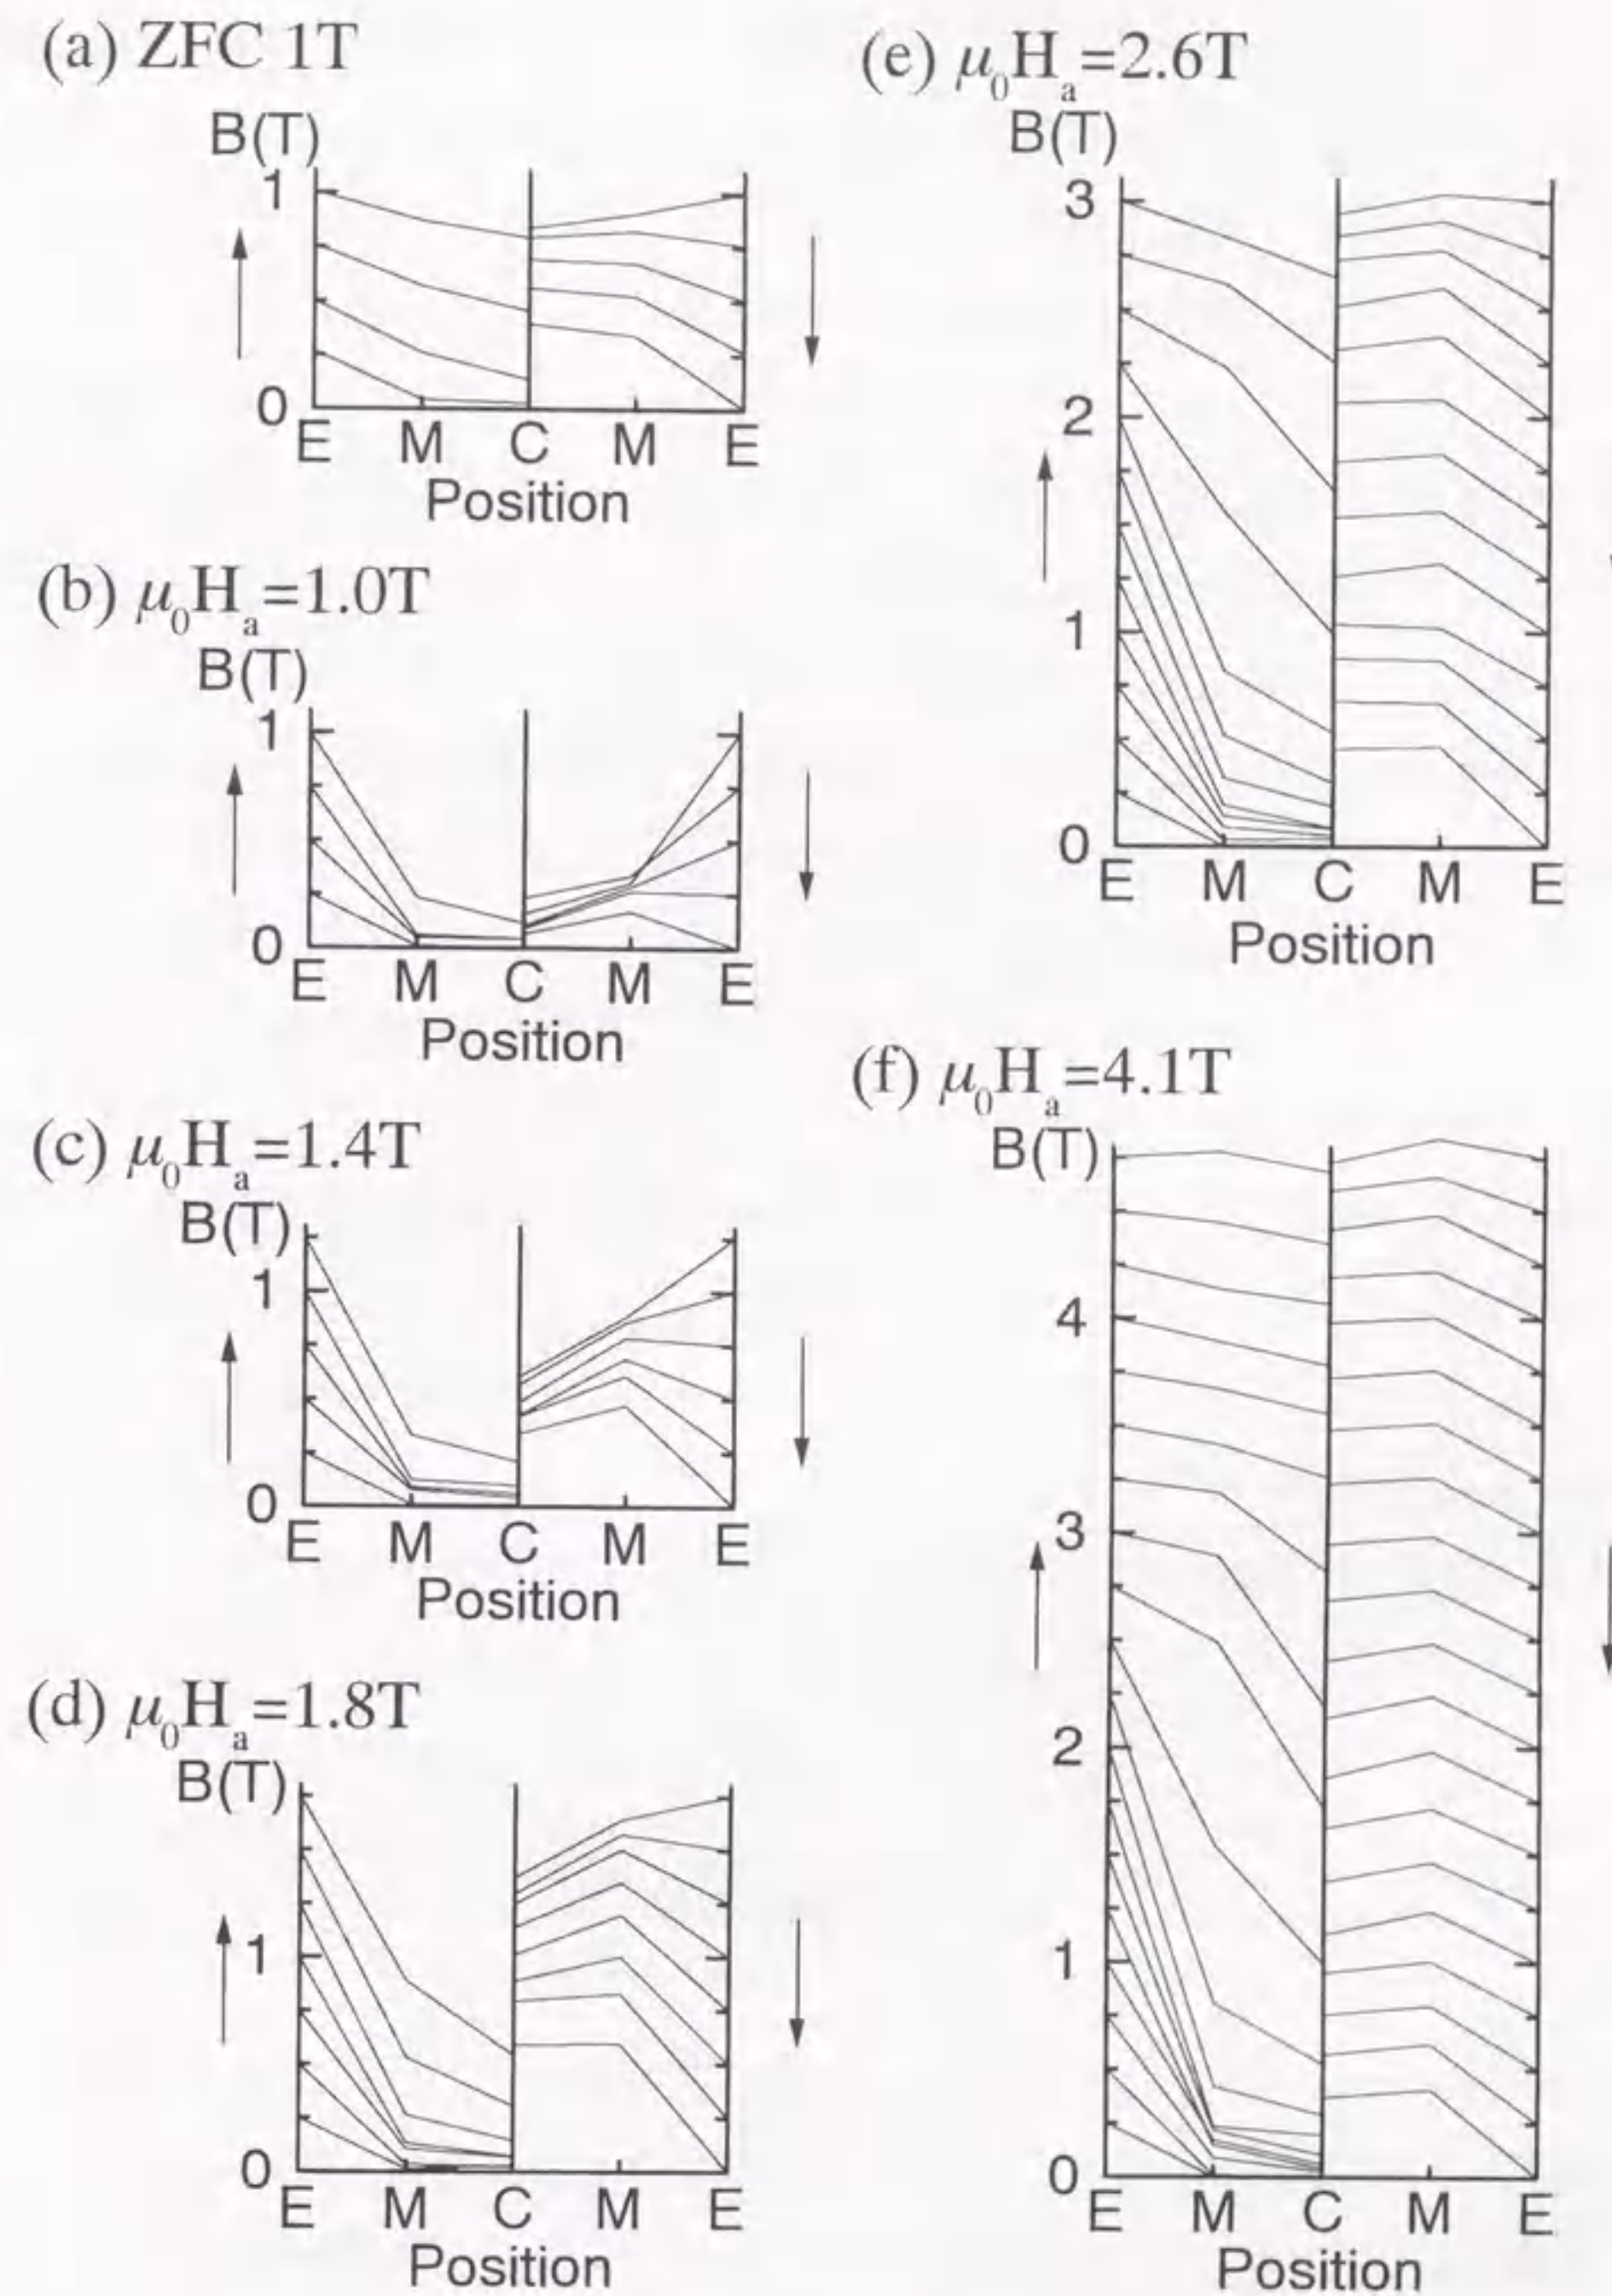 (a) ZFC 1T
B(T)
1
0
E M C M E
Position
(b) μ₀Hₐ=1.0T
B(T)
1
0
E M C M E
Position
(c) μ₀Hₐ=1.4T
B(T)
1
0
E M C M E
Position
(d) μ₀Hₐ=1.8T
B(T)
1
0
E M C M E
Position
(e) μ₀Hₐ=2.6T
B(T)
3
2
1
0
E M C M E
Position
(f) μ₀Hₐ=4.1T
B(T)
4
3
2
1
0
E M C M E
Position